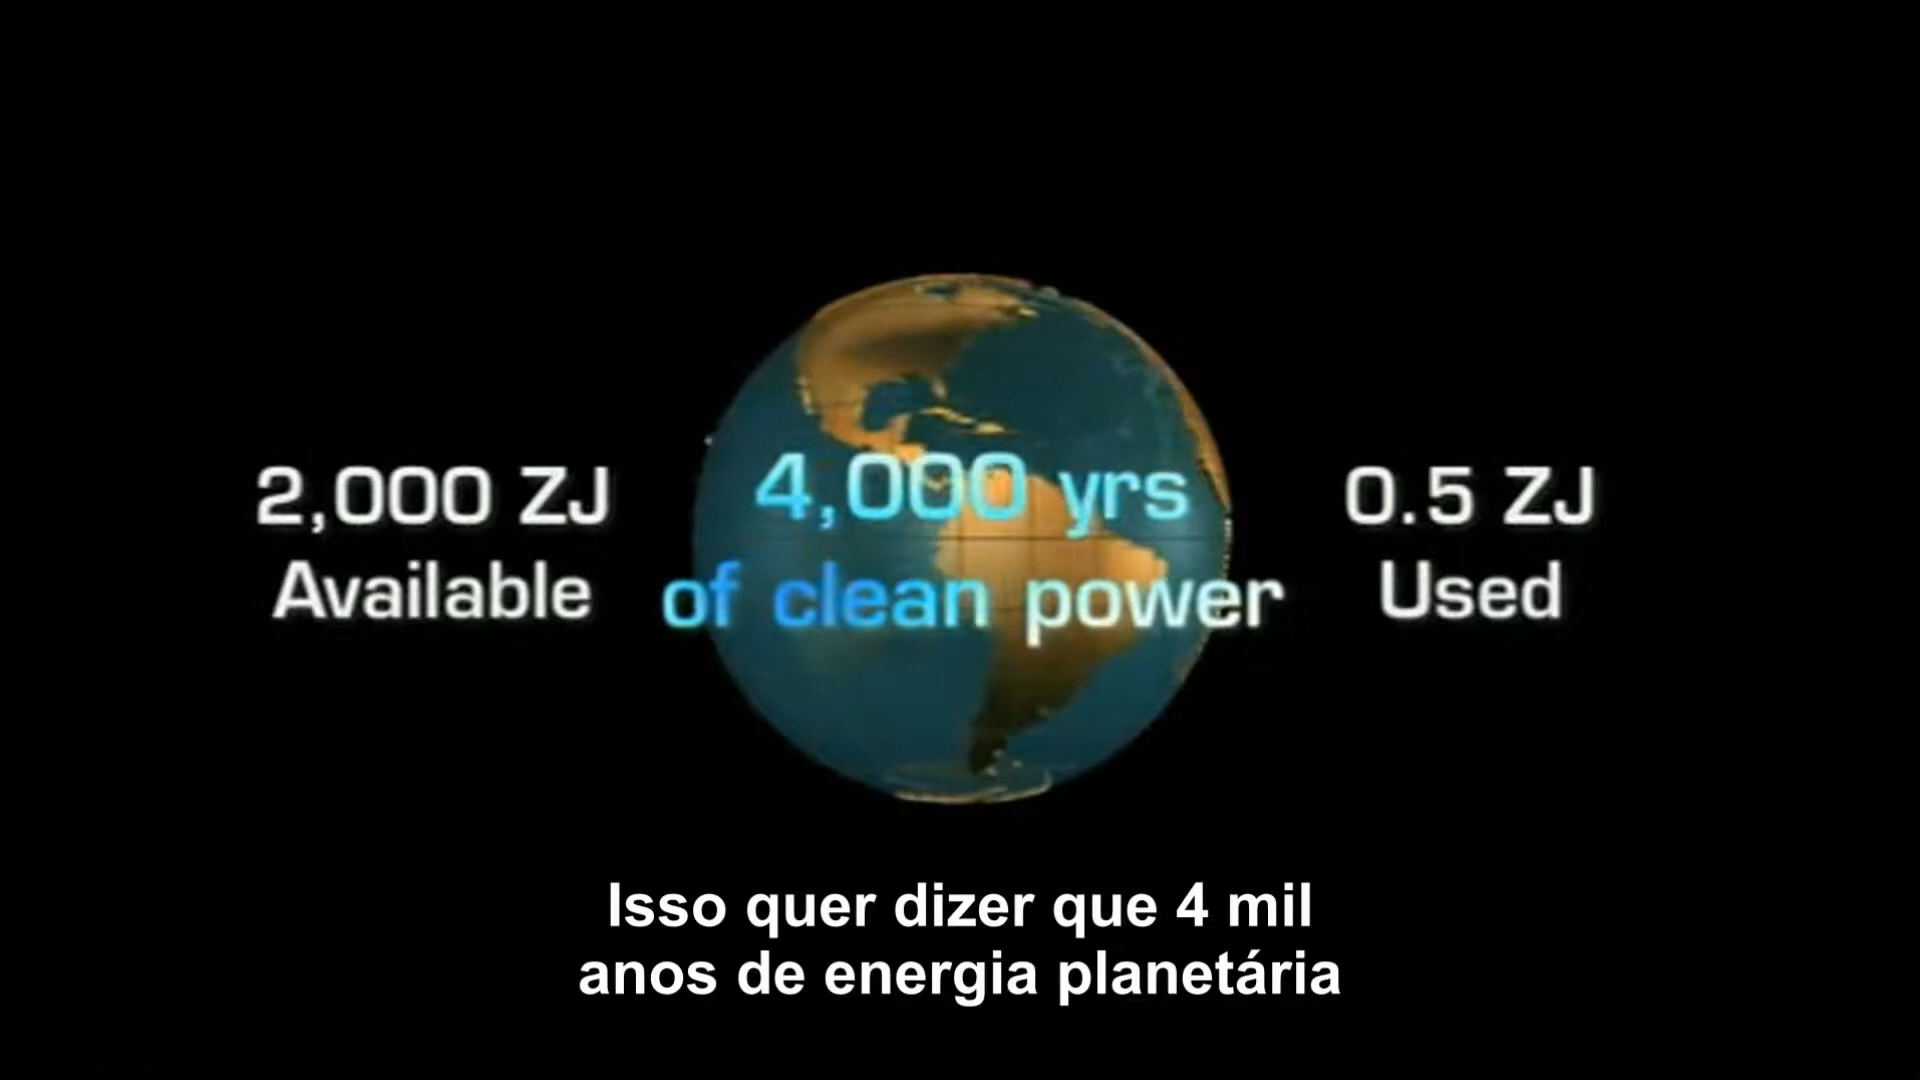 2,000 ZJ
Available
4,000 yrs
of clean power
0.5 ZJ
Used
Isso quer dizer que 4 mil
anos de energia planetária